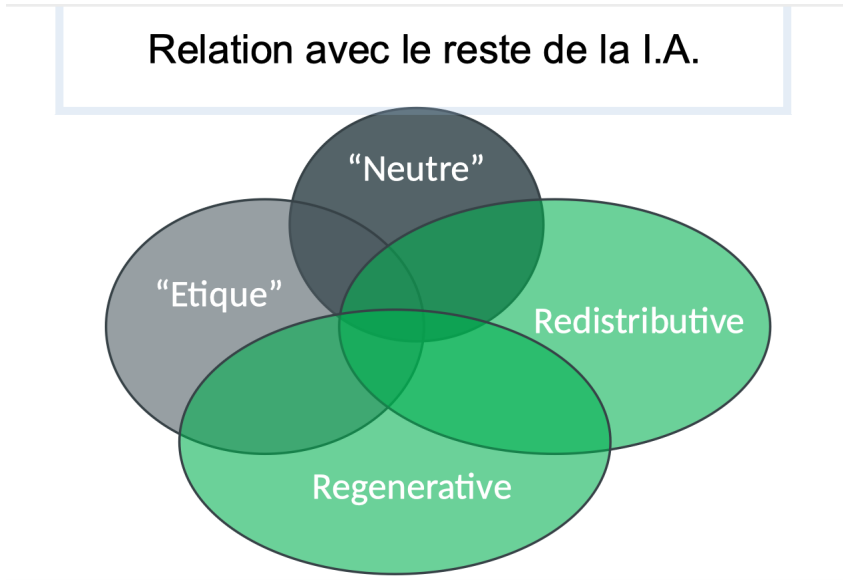 Relation avec le reste de la I.A.
“Neutre”
“Etique”
Redistributive
Regenerative